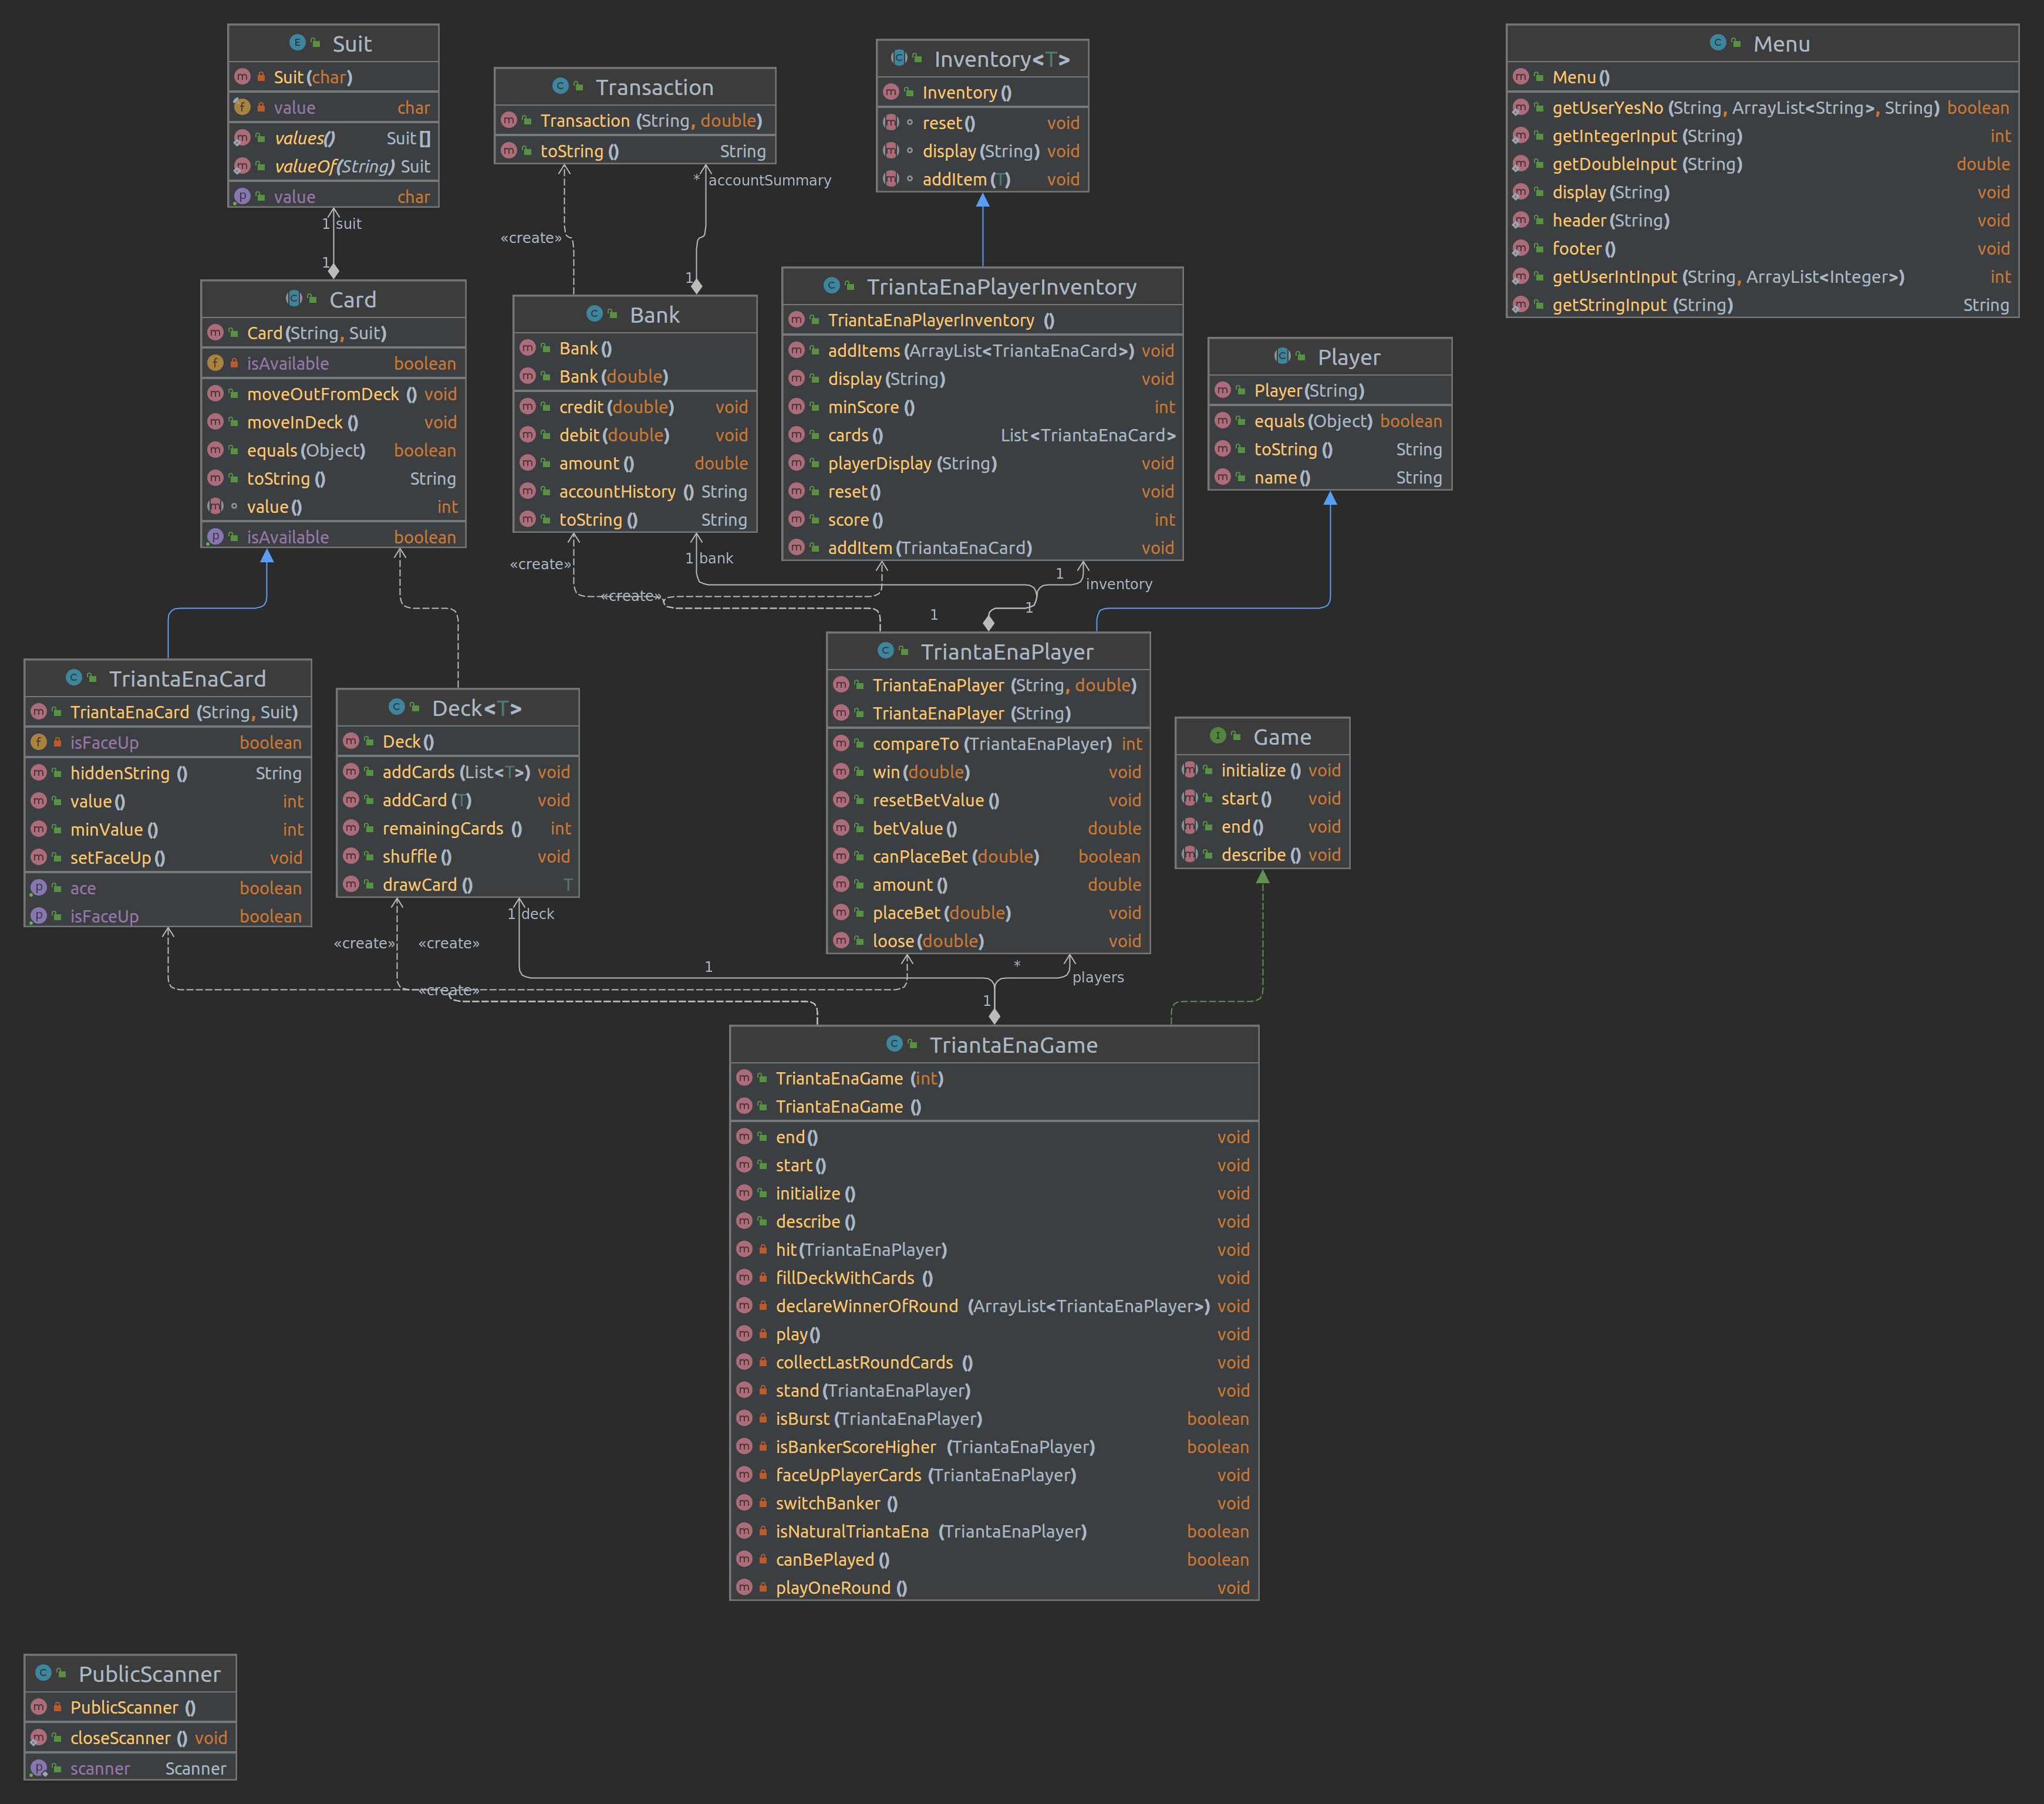 Suit
Suit(char)
value char
values() Suit[]
valueOf(String) Suit
value char
1 suit
1
Transaction
Transaction (String, double)
toString () String
* accountSummary
«create»
1
Inventory<T>
Inventory()
reset() void
display(String) void
addItem(T) void
Menu
Menu()
getUserYesNo (String, ArrayList<String>, String) boolean
getIntegerInput (String) int
getDoubleInput (String) double
display(String) void
header(String) void
footer() void
getUserIntInput (String, ArrayList<Integer>) int
getStringInput (String) String
Card
Card(String, Suit)
isAvailable boolean
moveOutFromDeck () void
moveInDeck () void
equals(Object) boolean
toString () String
value() int
isAvailable boolean
Bank
Bank()
Bank(double)
credit(double) void
debit(double) void
amount() double
accountHistory () String
toString () String
TriantaEnaPlayerInventory
TriantaEnaPlayerInventory ()
addItems(ArrayList<TriantaEnaCard>) void
display(String) void
minScore () int
cards() List<TriantaEnaCard>
playerDisplay (String) void
reset() void
score() int
addItem(TriantaEnaCard) void
Player
Player(String)
equals(Object) boolean
toString () String
name() String
«create»
1 bank
1
inventory
«create»
1
1
TriantaEnaCard
TriantaEnaCard (String, Suit)
isFaceUp boolean
hiddenString () String
value() int
minValue () int
setFaceUp() void
ace boolean
isFaceUp boolean
Deck<T>
Deck()
addCards (List<T>) void
addCard(T) void
remainingCards () int
shuffle() void
drawCard () T
TriantaEnaPlayer
TriantaEnaPlayer (String, double)
TriantaEnaPlayer (String)
compareTo (TriantaEnaPlayer) int
win(double) void
resetBetValue () void
betValue() double
canPlaceBet (double) boolean
amount() double
placeBet(double) void
loose(double) void
Game
initialize () void
start() void
end() void
describe () void
1 deck
«create»
«create»
1
*
players
«create»
1
TriantaEnaGame
TriantaEnaGame (int)
TriantaEnaGame ()
end() void
start() void
initialize () void
describe () void
hit(TriantaEnaPlayer) void
fillDeckWithCards () void
declareWinnerOfRound (ArrayList<TriantaEnaPlayer>) void
play() void
collectLastRoundCards () void
stand(TriantaEnaPlayer) void
isBurst(TriantaEnaPlayer) boolean
isBankerScoreHigher (TriantaEnaPlayer) boolean
faceUpPlayerCards (TriantaEnaPlayer) void
switchBanker () void
isNaturalTriantaEna (TriantaEnaPlayer) boolean
canBePlayed() boolean
playOneRound () void
PublicScanner
PublicScanner ()
closeScanner () void
scanner Scanner